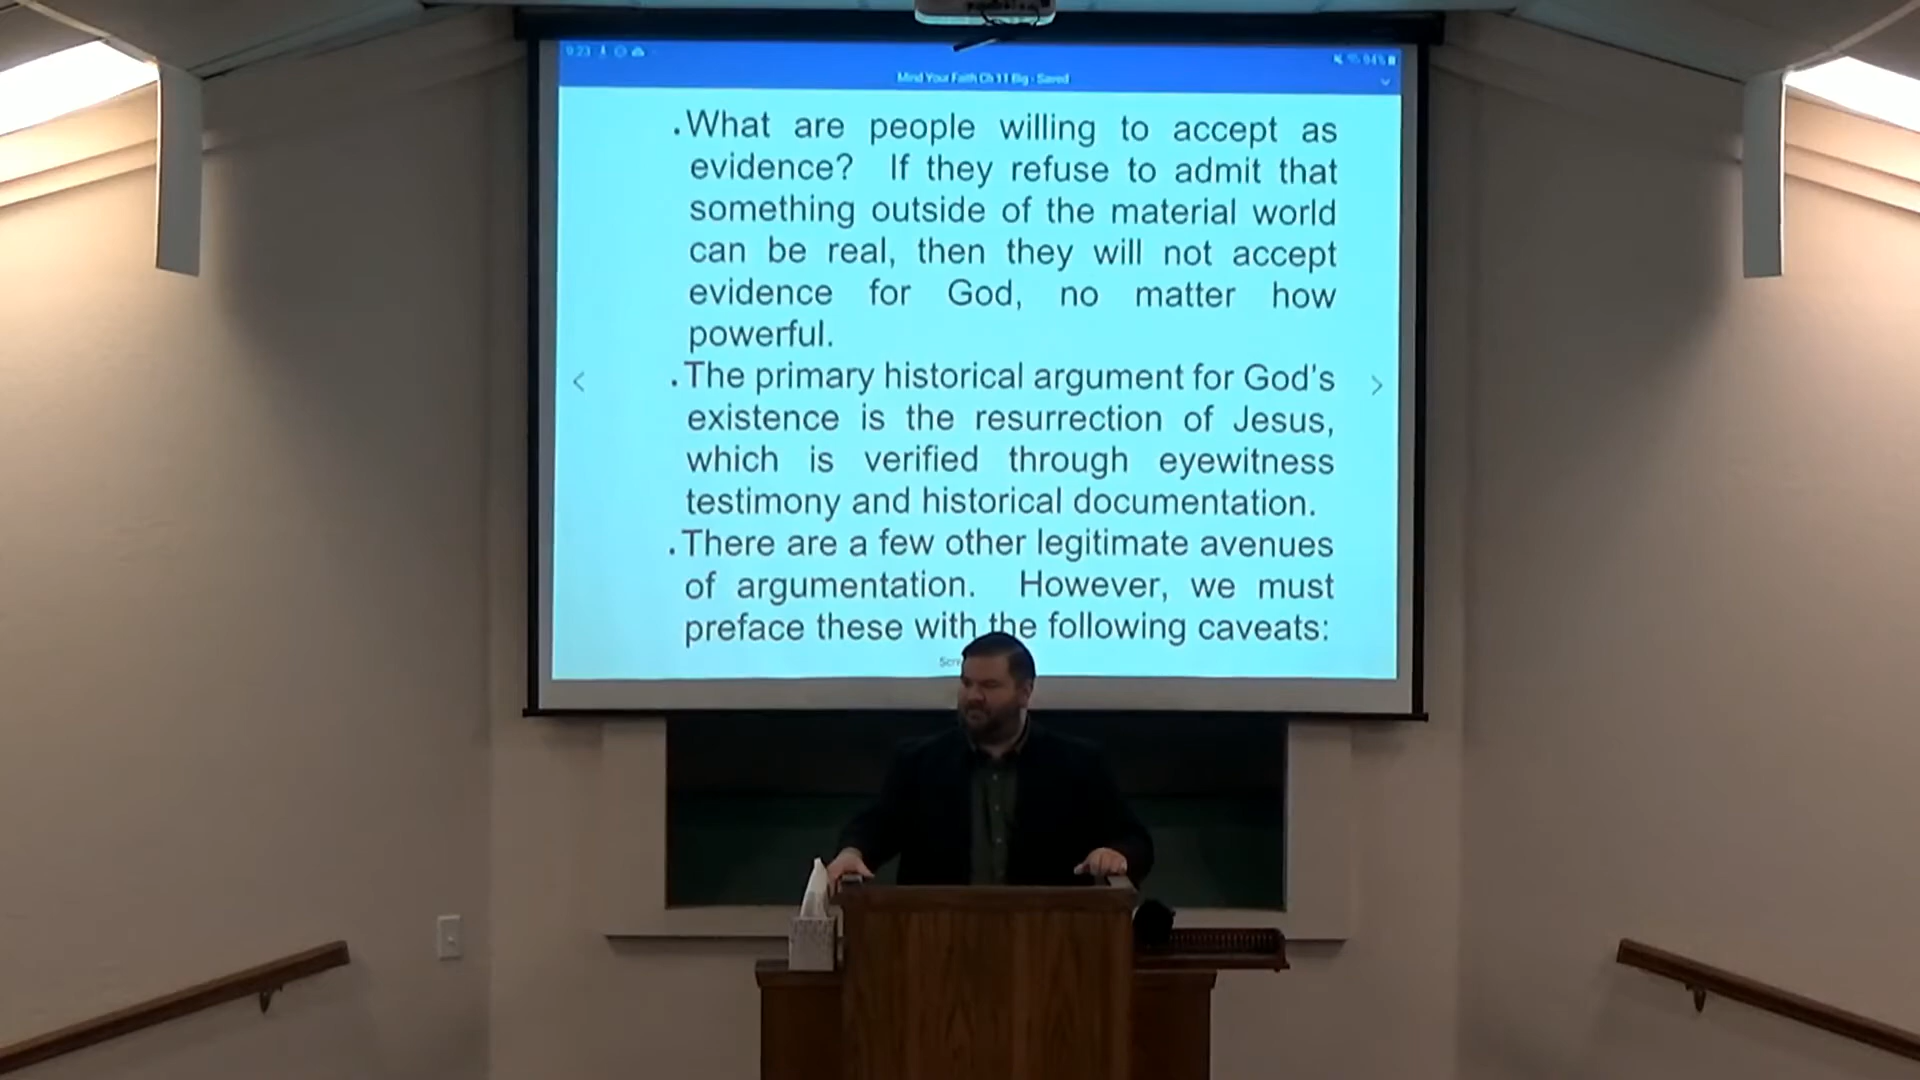 9:23 94%
Mind Your Faith Ch 11 Big - Saved
.What are people willing to accept as
evidence? If they refuse to admit that
something outside of the material world
can be real, then they will not accept
evidence for God, no matter how
powerful.
.The primary historical argument for God's
existence is the resurrection of Jesus,
which is verified through eyewitness
testimony and historical documentation.
.There are a few other legitimate avenues
of argumentation. However, we must
preface these with the following caveats: